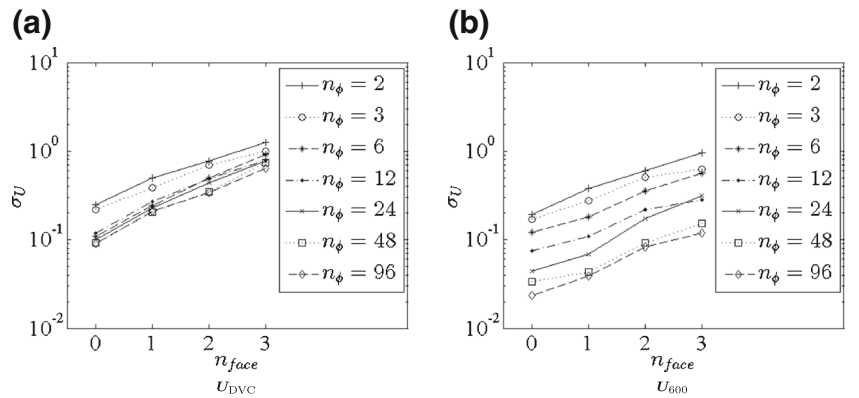 (a)
10^1
10^0
10^-1
10^-2
σ_U
0 1 2 3
n_face
U_DVC
n_ϕ = 2
n_ϕ = 3
n_ϕ = 6
n_ϕ = 12
n_ϕ = 24
n_ϕ = 48
n_ϕ = 96
(b)
10^1
10^0
10^-1
10^-2
σ_U
0 1 2 3
n_face
U_600
n_ϕ = 2
n_ϕ = 3
n_ϕ = 6
n_ϕ = 12
n_ϕ = 24
n_ϕ = 48
n_ϕ = 96